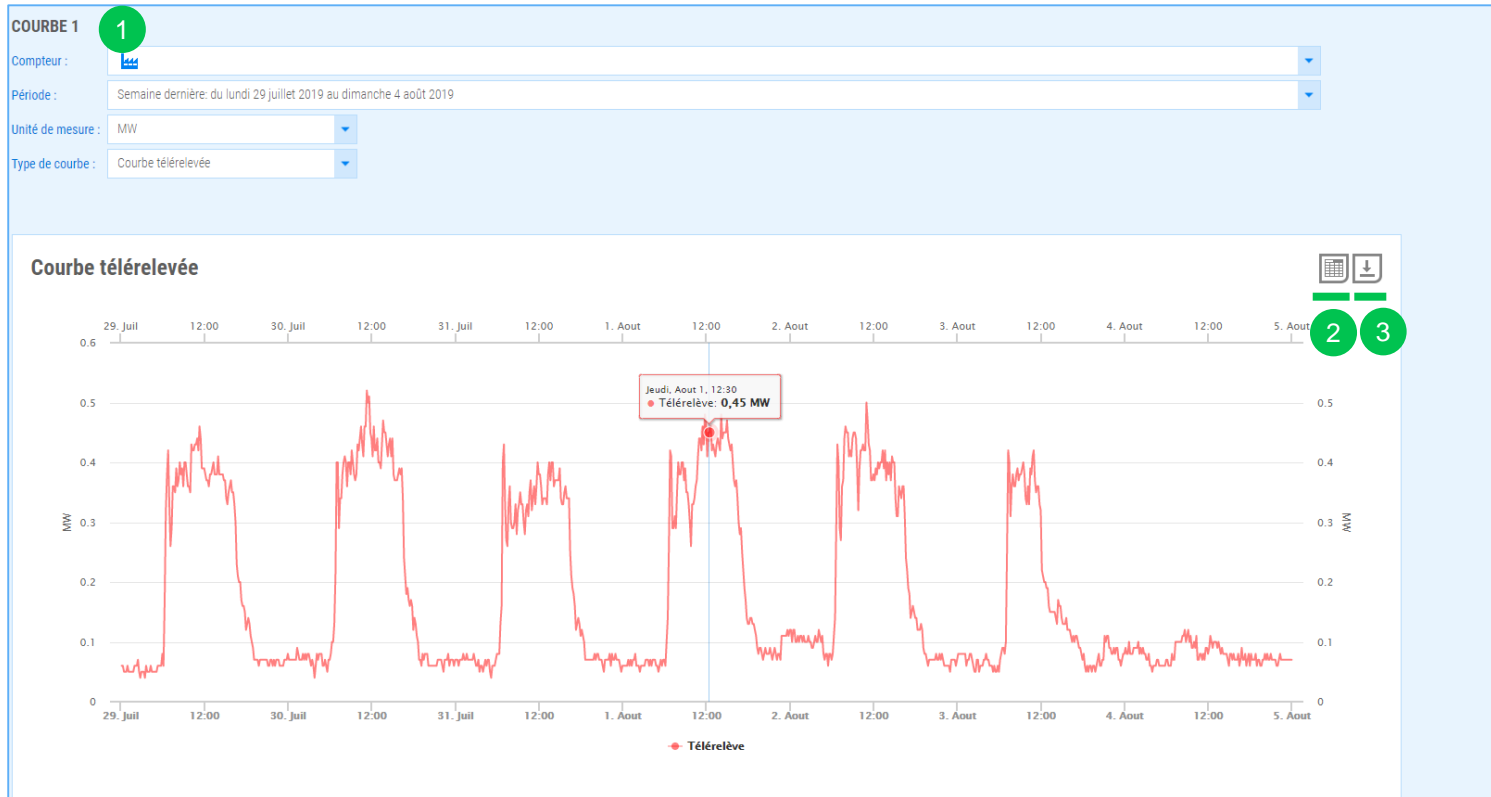 COURBE 1
1
Compteur :
Période : Semaine dernière: du lundi 29 juillet 2019 au dimanche 4 août 2019
Unité de mesure : MW
Type de courbe : Courbe télérelevée
Courbe télérelevée
2 3
29. Juil 12:00 30. Juil 12:00 31. Juil 12:00 1. Aout 12:00 2. Aout 12:00 3. Aout 12:00 4. Aout 12:00 5. Aout
0.6
Jeudi, Aout 1, 12:30
Télérelève: 0,45 MW
0.5 0.5
0.4 0.4
MW 0.3 0.3 MW
0.2 0.2
0.1 0.1
0 0
29. Juil 12:00 30. Juil 12:00 31. Juil 12:00 1. Aout 12:00 2. Aout 12:00 3. Aout 12:00 4. Aout 12:00 5. Aout
Télérelève